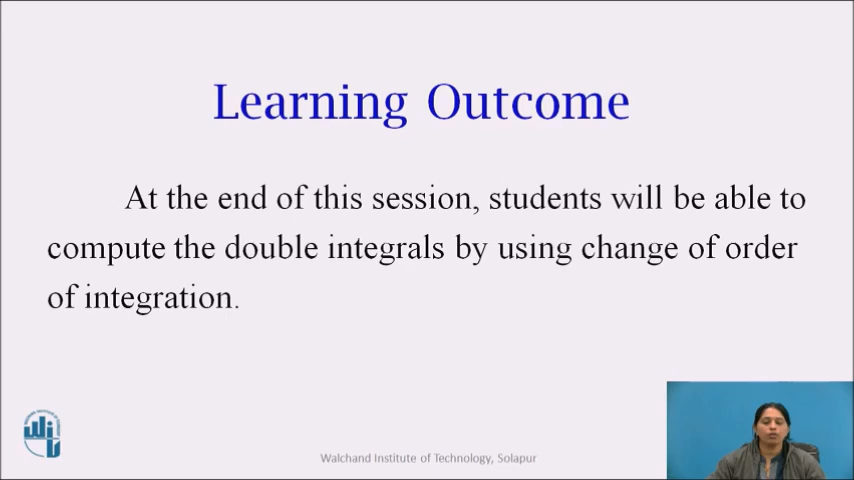 Learning Outcome
At the end of this session, students will be able to
compute the double integrals by using change of order
of integration.
Walchand Institute of Technology, Solapur